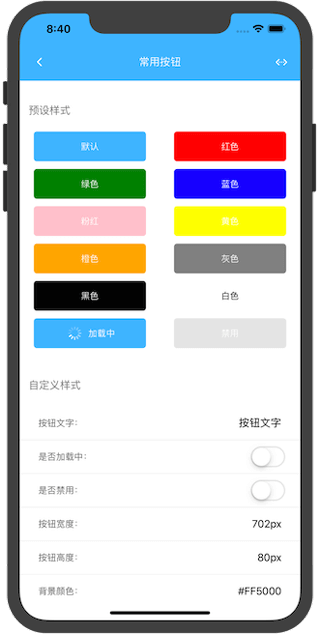 8:40
常用按钮
预设样式
默认 红色
绿色 蓝色
粉红 黄色
橙色 灰色
黑色 白色
加载中 禁用
自定义样式
按钮文字: 按钮文字
是否加载中:
是否禁用:
按钮宽度: 702px
按钮高度: 80px
背景颜色: #FF5000